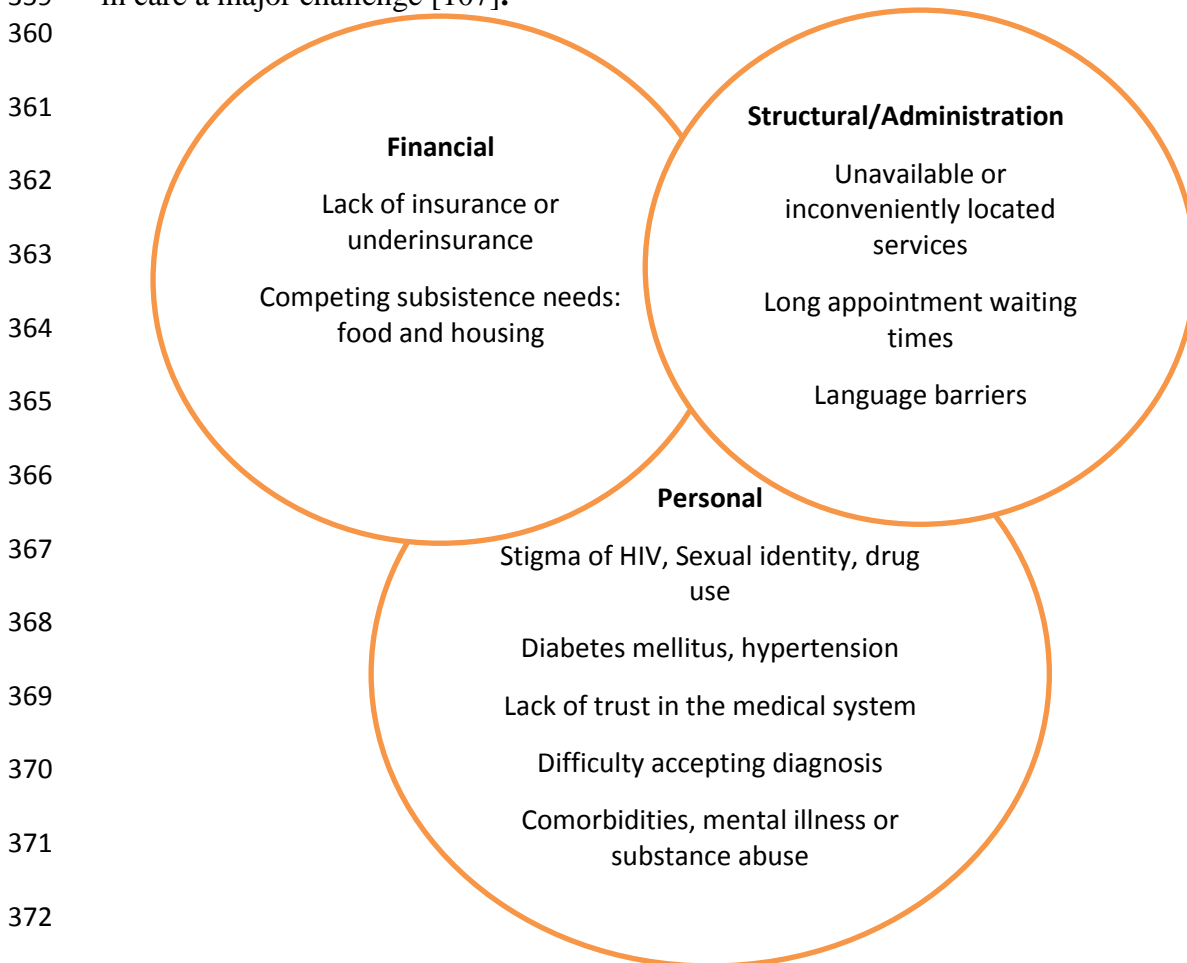 359 in care a major challenge [107].
360
361
362
363
364
365
366
367
368
369
370
371
372
Financial
Lack of insurance or
underinsurance
Competing subsistence needs:
food and housing
Structural/Administration
Unavailable or
inconveniently located
services
Long appointment waiting
times
Language barriers
Personal
Stigma of HIV, Sexual identity, drug
use
Diabetes mellitus, hypertension
Lack of trust in the medical system
Difficulty accepting diagnosis
Comorbidities, mental illness or
substance abuse